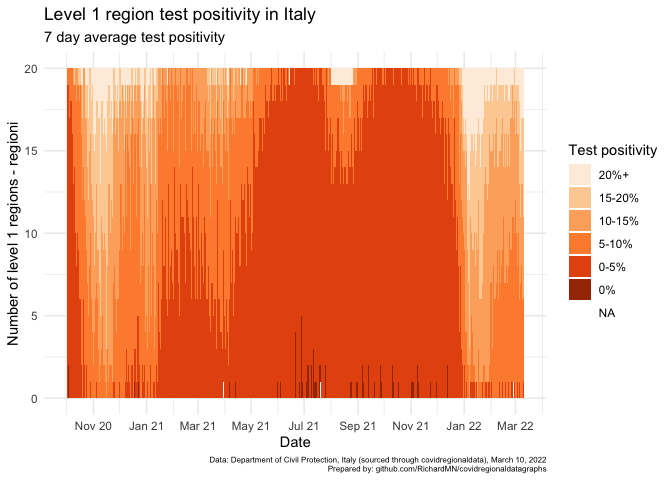 Level 1 region test positivity in Italy
7 day average test positivity
Number of level 1 regions - regioni
20
15
10
5
0
Nov 20 Jan 21 Mar 21 May 21 Jul 21 Sep 21 Nov 21 Jan 22 Mar 22
Date
Test positivity
20%+
15-20%
10-15%
5-10%
0-5%
0%
NA
Data: Department of Civil Protection, Italy (sourced through covidregionaldata), March 10, 2022
Prepared by: github.com/RichardMN/covidregionaldatagraphs